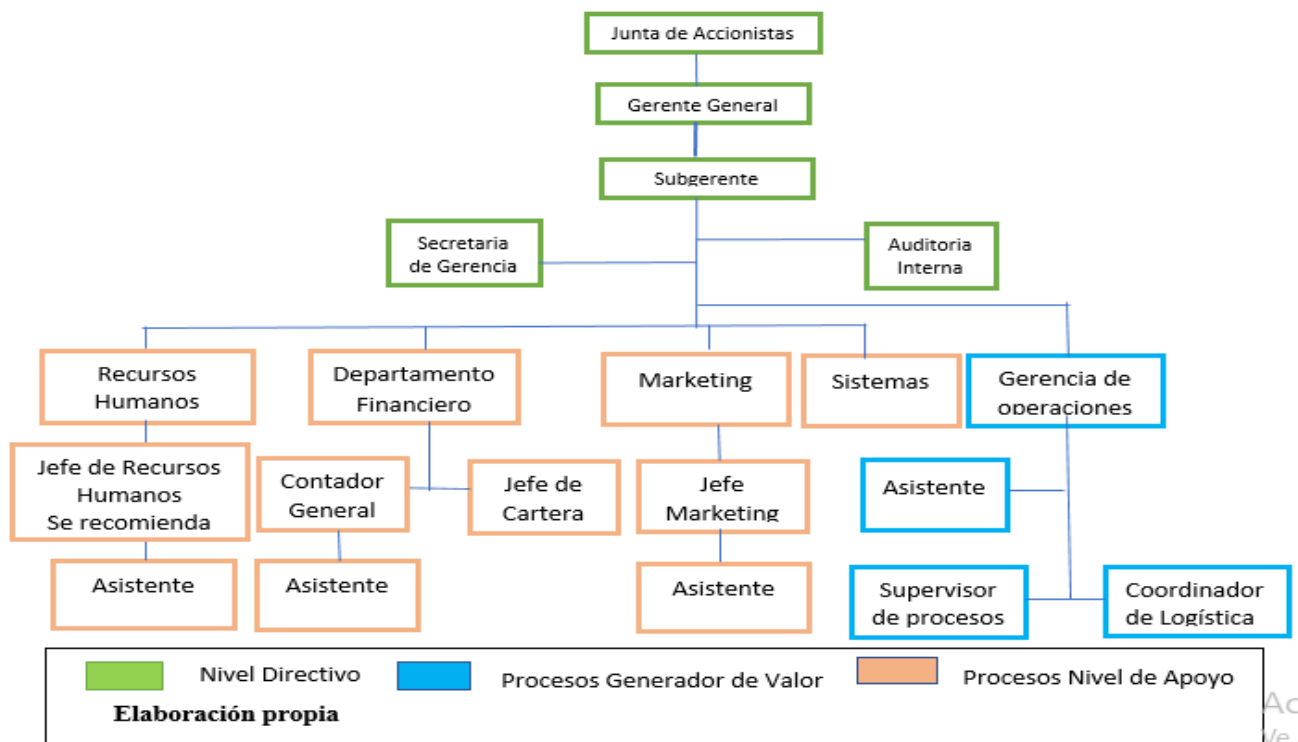 Junta de Accionistas
Gerente General
Subgerente
Secretaria
de Gerencia
Auditoria
Interna
Recursos
Humanos
Departamento
Financiero
Marketing
Sistemas
Gerencia de
operaciones
Jefe de Recursos
Humanos
Se recomienda
Contador
General
Jefe de
Cartera
Jefe
Marketing
Asistente
Asistente
Asistente
Asistente
Supervisor
de procesos
Coordinador
de Logística
Nivel Directivo
Procesos Generador de Valor
Procesos Nivel de Apoyo
Elaboración propia